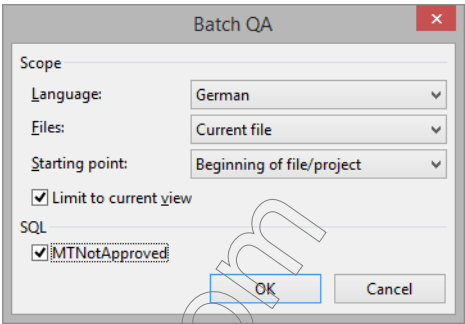 Batch QA
Scope
Language: German
Files: Current file
Starting point: Beginning of file/project
Limit to current view
SQL
MTNotApproved
OK Cancel
om